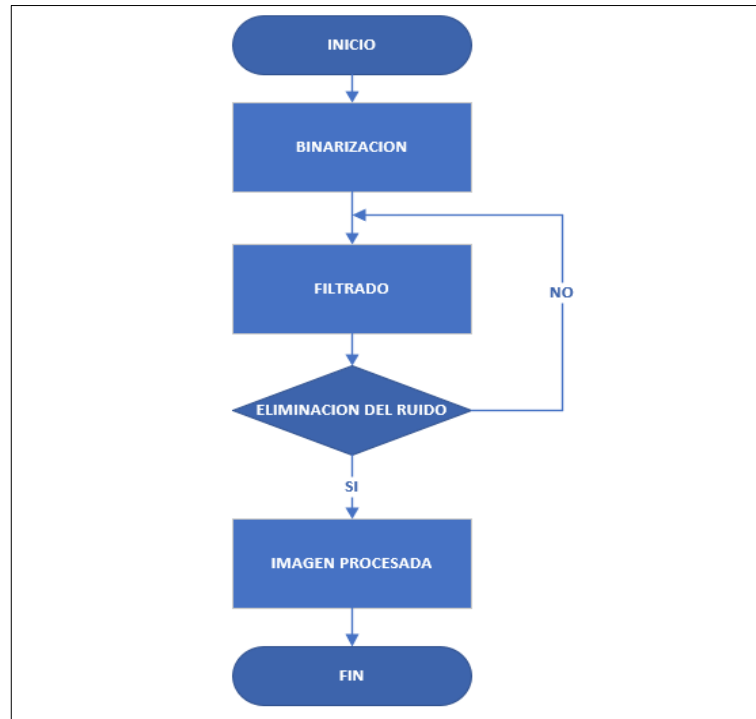 INICIO
BINARIZACION
FILTRADO
NO
ELIMINACION DEL RUIDO
SI
IMAGEN PROCESADA
FIN